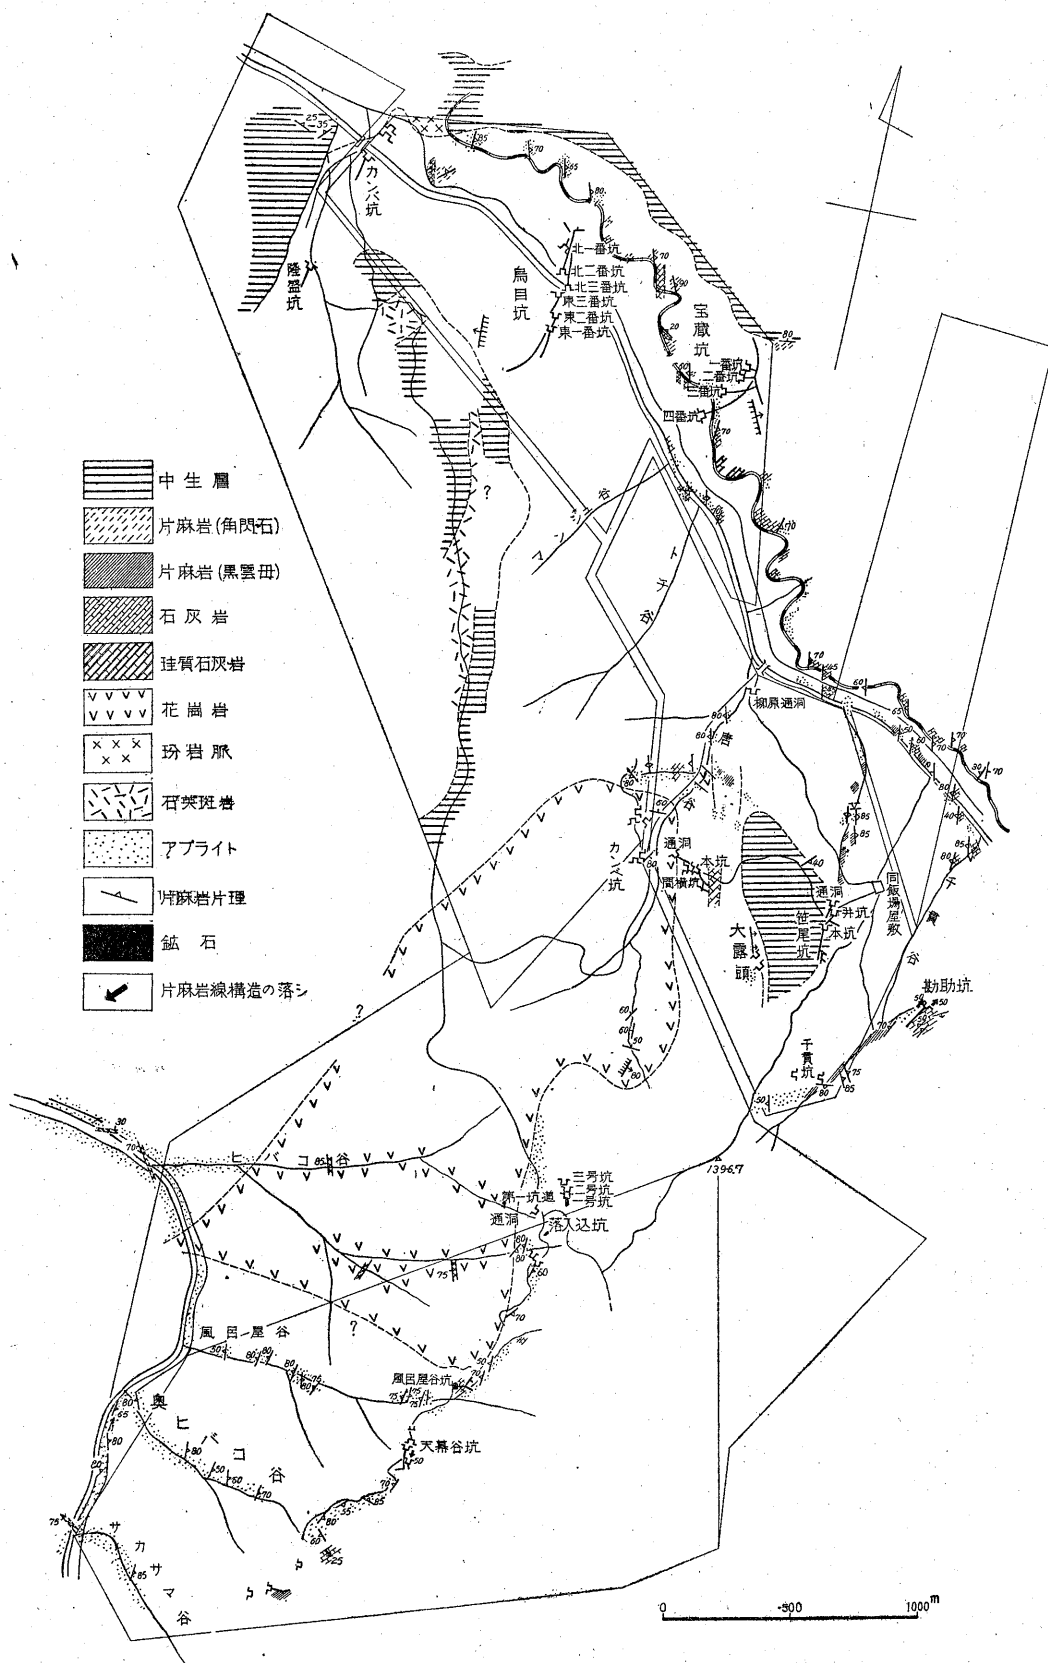 カンバ坑
隆盛坑
鳥目坑
北一番坑
北二番坑
北三番坑
東三番坑
東二番坑
東一番坑
宝蔵坑
一番坑
二番坑
三番坑
四番坑
マント谷
トチ谷
中生層
片麻岩(角閃石)
片麻岩(黒雲母)
石灰岩
珪質石灰岩
花崗岩
玢岩脈
石英斑岩
アプライト
片麻岩片理
鉱石
片麻岩線構造の落シ
柳原通洞
唐谷
カンバ坑
通洞
本坑
間横坑
大露頭
笹尾坑
通洞
舛坑
本坑
同飯場屋敷
千貫谷
勘助坑
千貫坑
1396.7
ヒバコ谷
三号坑
二号坑
一号坑
第一坑道
通洞
落入込坑
風呂屋谷
風呂屋谷坑
奥ヒバコ谷
天幕谷坑
サカサマ谷
0 500 1000m